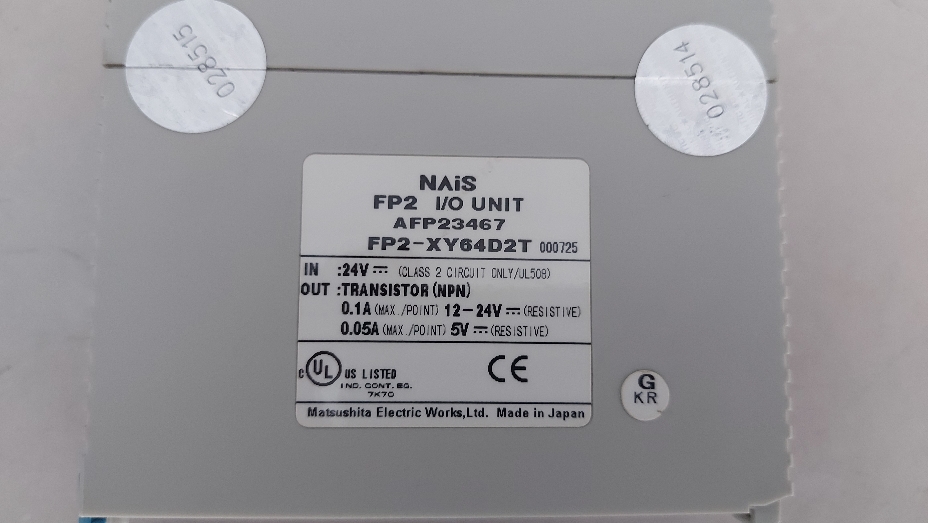 028515
028514
NAiS
FP2 I/O UNIT
AFP23467
FP2-XY64D2T 000725
IN :24V⎓ (CLASS 2 CIRCUIT ONLY/UL508)
OUT :TRANSISTOR(NPN)
0.1A(MAX./POINT) 12-24V⎓(RESISTIVE)
0.05A(MAX./POINT) 5V⎓(RESISTIVE)
c UL US LISTED
IND. CONT. EQ.
7K70
CE
G
KR
Matsushita Electric Works,Ltd. Made in Japan